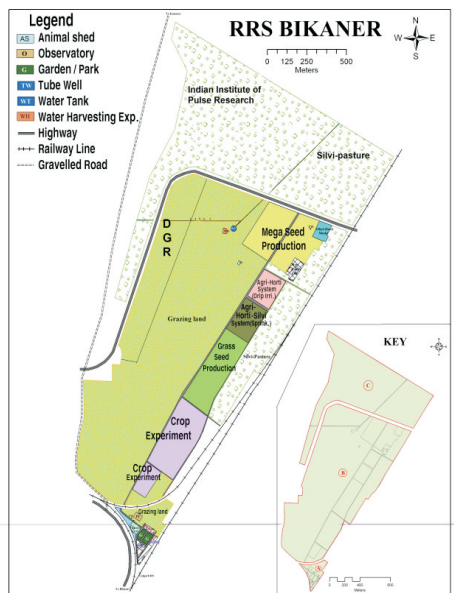 Legend
AS Animal shed
O Observatory
G Garden / Park
TW Tube Well
WT Water Tank
WH Water Harvesting Exp.
Highway
Railway Line
Gravelled Road
RRS BIKANER
N
W E
S
0 125 250 500
Meters
Indian Institute of
Pulse Research
Silvi-pasture
DGR
Mega Seed
Production
Agri-Horti
System
(Drip Irri.)
Agri-
Horti-Silvi
System(Sprink.)
Grazing land
Grass
Seed
Production
Silvi Pasture
Crop
Experiment
Crop
Experiment
Grazing land
KEY
C
B
A
Meters